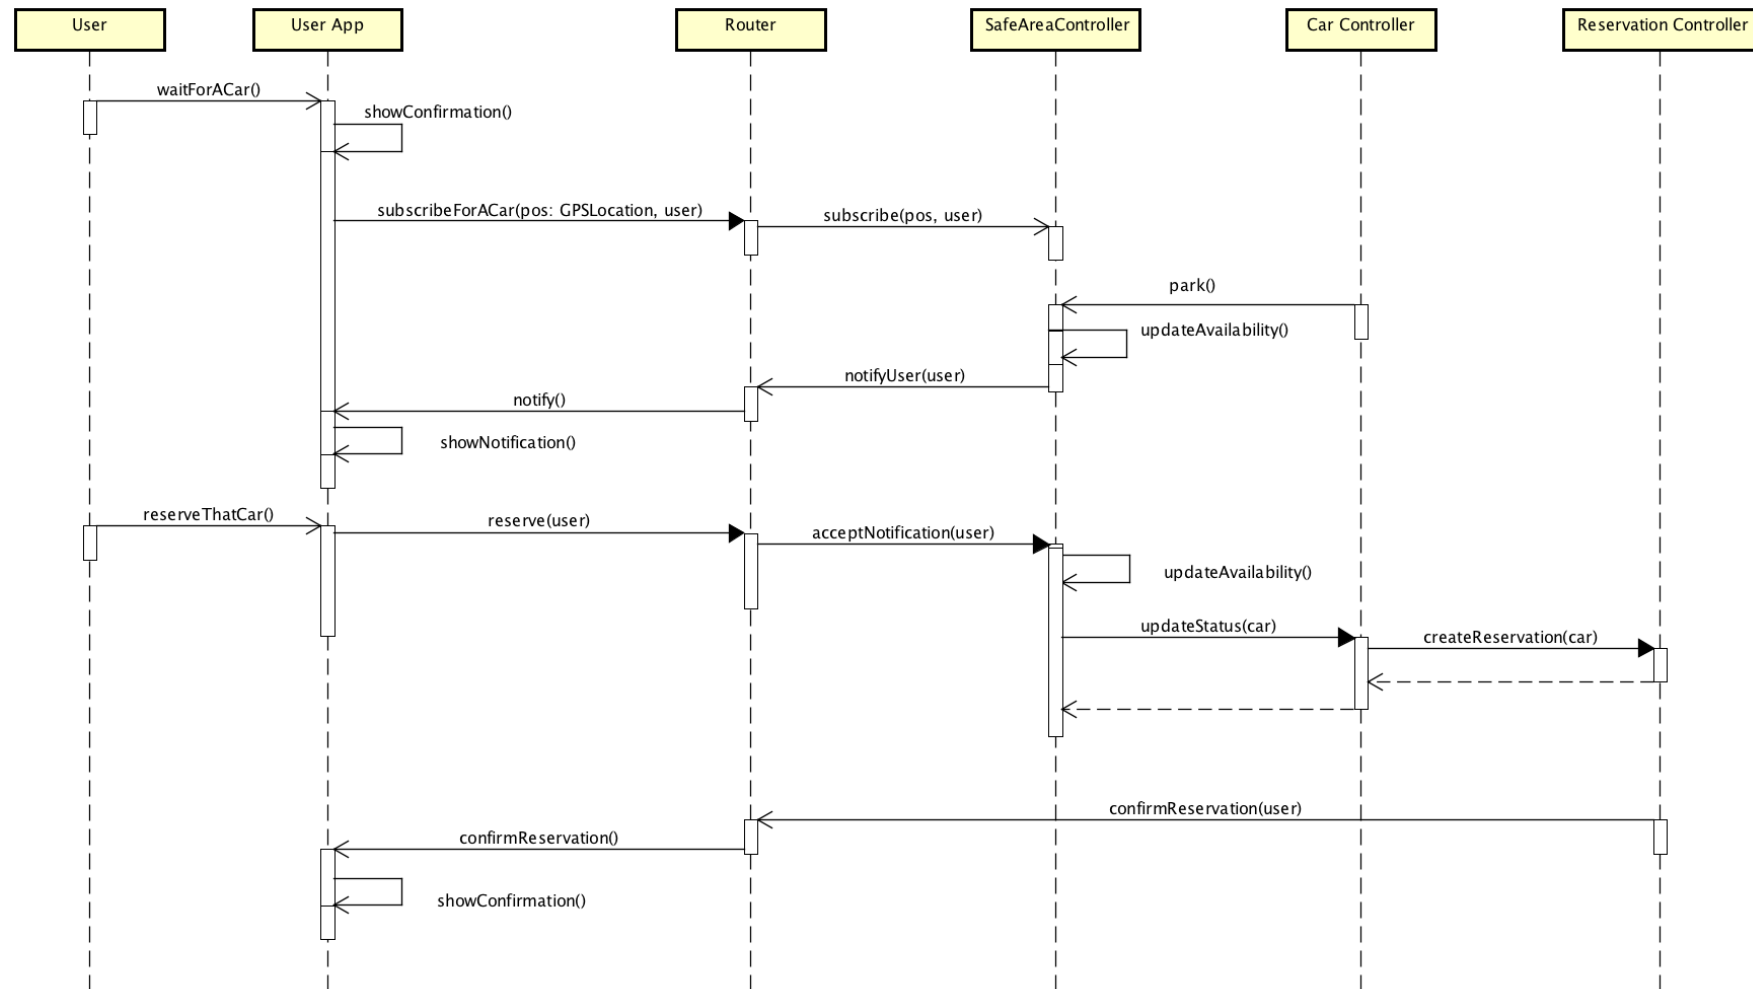 User
User App
Router
SafeAreaController
Car Controller
Reservation Controller
waitForACar()
showConfirmation()
subscribeForACar(pos: GPSLocation, user)
subscribe(pos, user)
park()
updateAvailability()
notifyUser(user)
notify()
showNotification()
reserveThatCar()
reserve(user)
acceptNotification(user)
updateAvailability()
updateStatus(car)
createReservation(car)
confirmReservation(user)
confirmReservation()
showConfirmation()